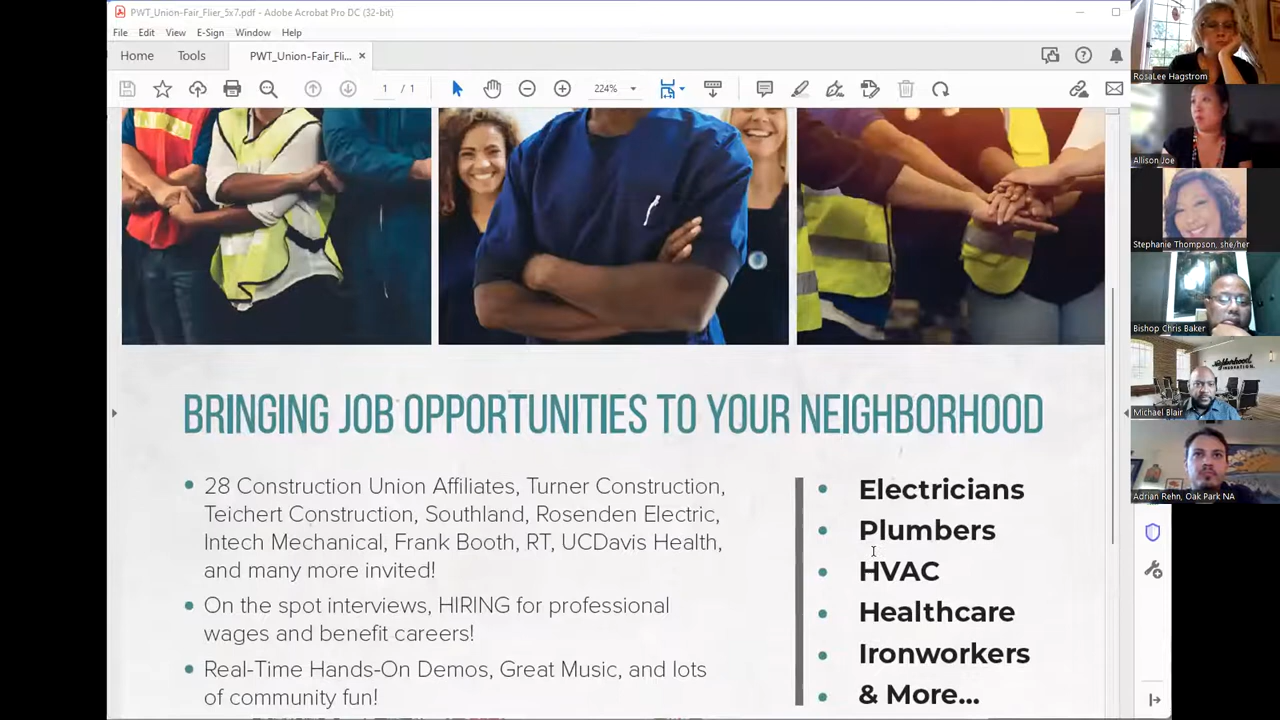 PWT_Union-Fair_Flier_5x7.pdf - Adobe Acrobat Pro DC (32-bit)
File Edit View E-Sign Window Help
Home Tools PWT_Union-Fair_Fli...
1 / 1 224%
RosaLee Hagstrom
Allison Joe
Stephanie Thompson, she/her
Bishop Chris Baker
neighborhood
INNOVATION
Michael Blair
Adrian Rehn, Oak Park NA
BRINGING JOB OPPORTUNITIES TO YOUR NEIGHBORHOOD
28 Construction Union Affiliates, Turner Construction,
Teichert Construction, Southland, Rosenden Electric,
Intech Mechanical, Frank Booth, RT, UCDavis Health,
and many more invited!
On the spot interviews, HIRING for professional
wages and benefit careers!
Real-Time Hands-On Demos, Great Music, and lots
of community fun!
Electricians
Plumbers
HVAC
Healthcare
Ironworkers
& More...